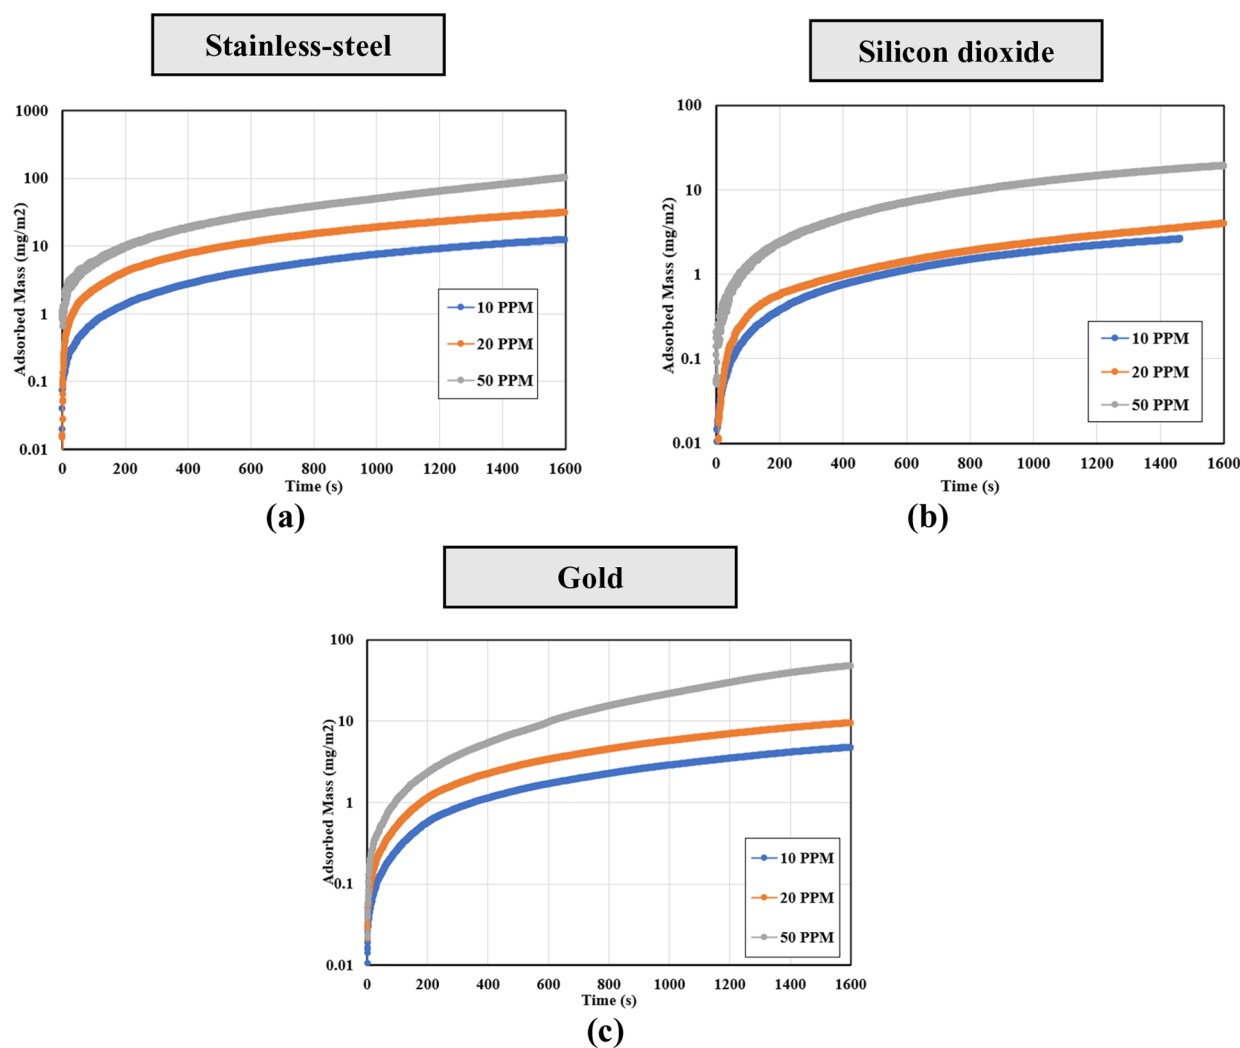 Stainless-steel
Silicon dioxide
1000
100
10
1
0.1
0.01
Adsorbed Mass (mg/m2)
0 200 400 600 800 1000 1200 1400 1600
Time (s)
10 PPM
20 PPM
50 PPM
(a)
100
10
1
0.1
0.01
Adsorbed Mass (mg/m2)
0 200 400 600 800 1000 1200 1400 1600
Time (s)
10 PPM
20 PPM
50 PPM
(b)
Gold
100
10
1
0.1
0.01
Adsorbed Mass (mg/m2)
0 200 400 600 800 1000 1200 1400 1600
Time (s)
10 PPM
20 PPM
50 PPM
(c)